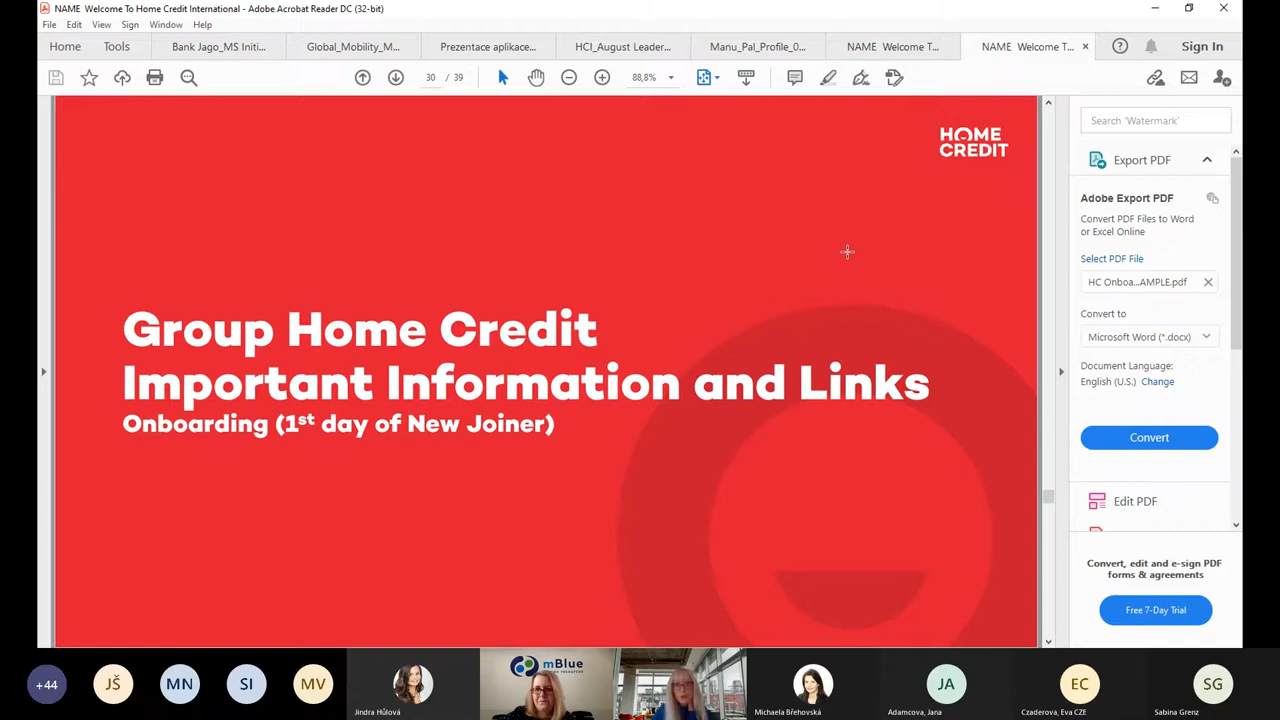 NAME Welcome To Home Credit International - Adobe Acrobat Reader DC (32-bit)
File Edit View Sign Window Help
Home Tools Bank Jago_MS Initi... Global_Mobility_M... Prezentace aplikace... HCI_August Leader... Manu_Pal_Profile_0... NAME Welcome T... NAME Welcome T... × Sign In
30 / 39 88,8%
HOME
CREDIT
Group Home Credit
Important Information and Links
Onboarding (1st day of New Joiner)
Search 'Watermark'
Export PDF
Adobe Export PDF
Convert PDF Files to Word
or Excel Online
Select PDF File
HC Onboa...AMPLE.pdf
Convert to
Microsoft Word (*.docx)
Document Language:
English (U.S.) Change
Convert
Edit PDF
Convert, edit and e-sign PDF
forms & agreements
Free 7-Day Trial
+44 JŠ MN SI MV mBlue JA EC SG
Jindra Hůlová Michaela Břehovská Adamcova, Jana Czaderova, Eva CZE Sabina Grenz